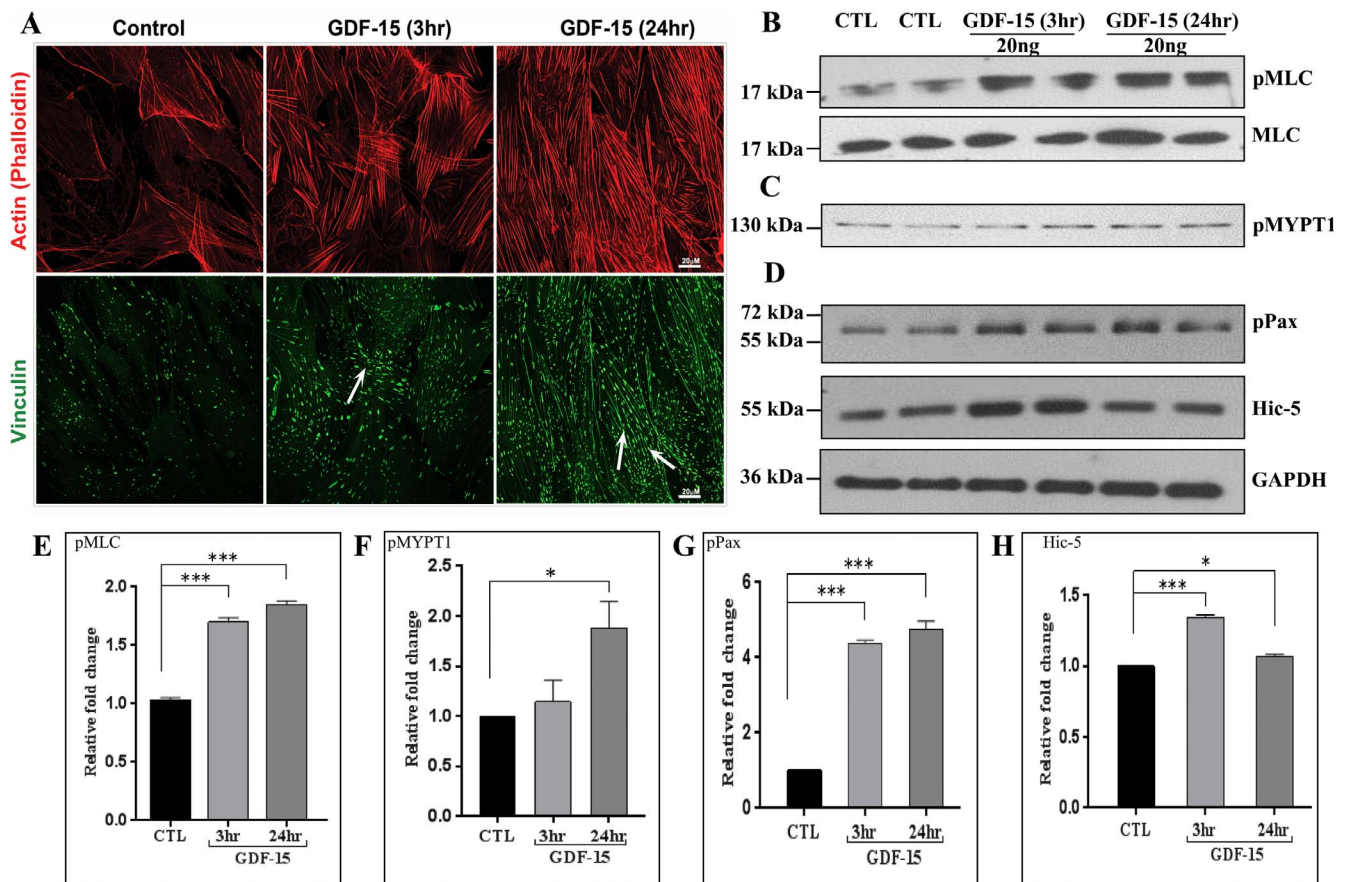 A
Control
GDF-15 (3hr)
GDF-15 (24hr)
Actin (Phalloidin)
20μM
Vinculin
20μM
B
CTL
CTL
GDF-15 (3hr)
20ng
GDF-15 (24hr)
20ng
17 kDa
pMLC
17 kDa
MLC
C
130 kDa
pMYPT1
D
72 kDa
55 kDa
pPax
55 kDa
Hic-5
36 kDa
GAPDH
E
pMLC
***
***
Relative fold change
2.0
1.5
1.0
0.5
0.0
CTL
3hr
24hr
GDF-15
F
pMYPT1
*
Relative fold change
2.5
2.0
1.5
1.0
0.5
0.0
CTL
3hr
24hr
GDF-15
G
pPax
***
***
Relative fold change
6
4
2
0
CTL
3hr
24hr
GDF-15
H
Hic-5
*
***
Relative fold change
1.5
1.0
0.5
0.0
CTL
3hr
24hr
GDF-15